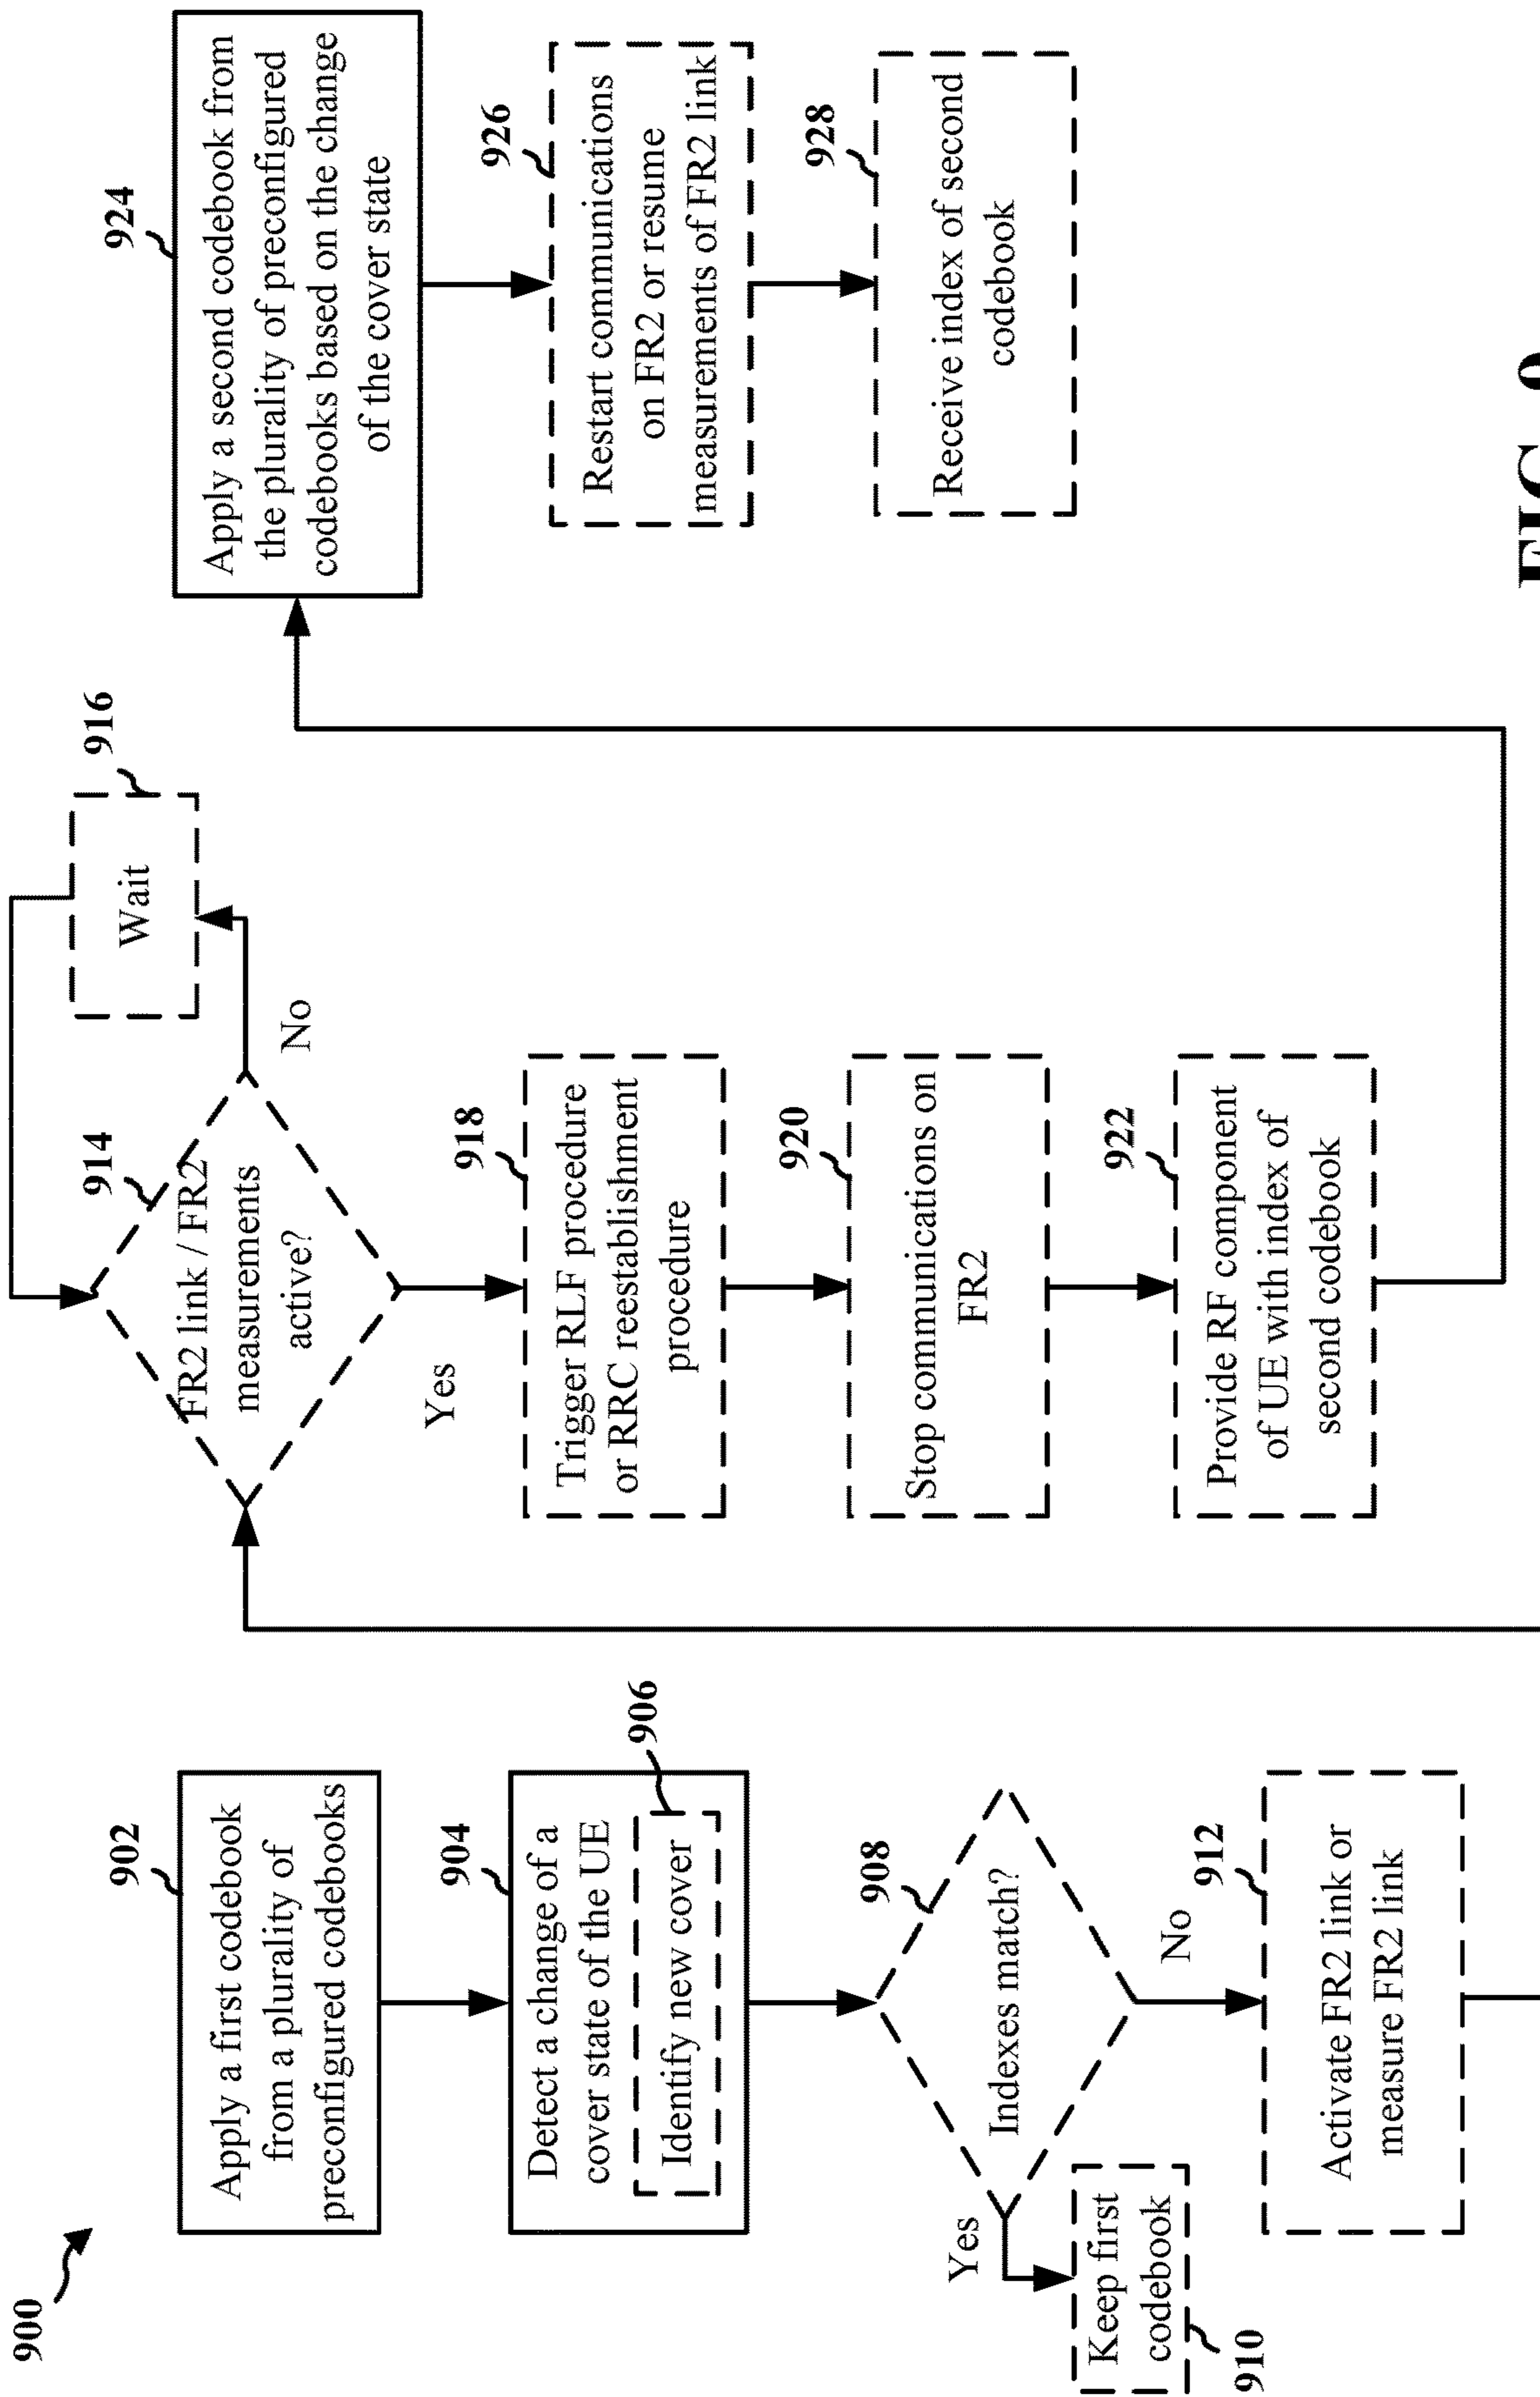 900
902
Apply a first codebook
from a plurality of
preconfigured codebooks
904
Detect a change of a
cover state of the UE
906
Identify new cover
908
Indexes match?
Yes
No
Keep first
codebook
910
912
Activate FR2 link or
measure FR2 link
914
FR2 link / FR2
measurements
active?
No
916
Wait
Yes
918
Trigger RLF procedure
or RRC reestablishment
procedure
920
Stop communications on
FR2
922
Provide RF component
of UE with index of
second codebook
924
Apply a second codebook from
the plurality of preconfigured
codebooks based on the change
of the cover state
926
Restart communications
on FR2 or resume
measurements of FR2 link
928
Receive index of second
codebook
FIG. 9